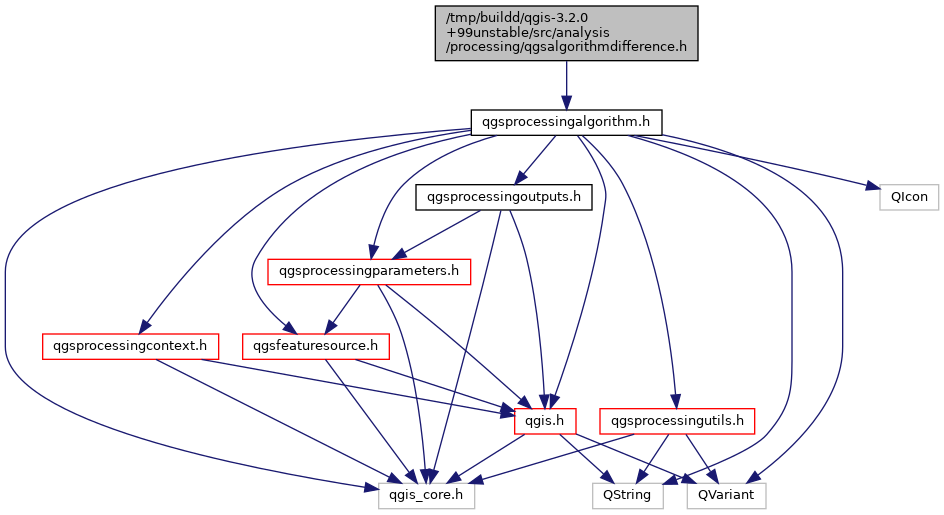 /tmp/buildd/qgis-3.2.0
+99unstable/src/analysis
/processing/qgsalgorithmdifference.h
qgsprocessingalgorithm.h
qgsprocessingoutputs.h
QIcon
qgsprocessingparameters.h
qgsprocessingcontext.h
qgsfeaturesource.h
qgis.h
qgsprocessingutils.h
qgis_core.h
QString
QVariant